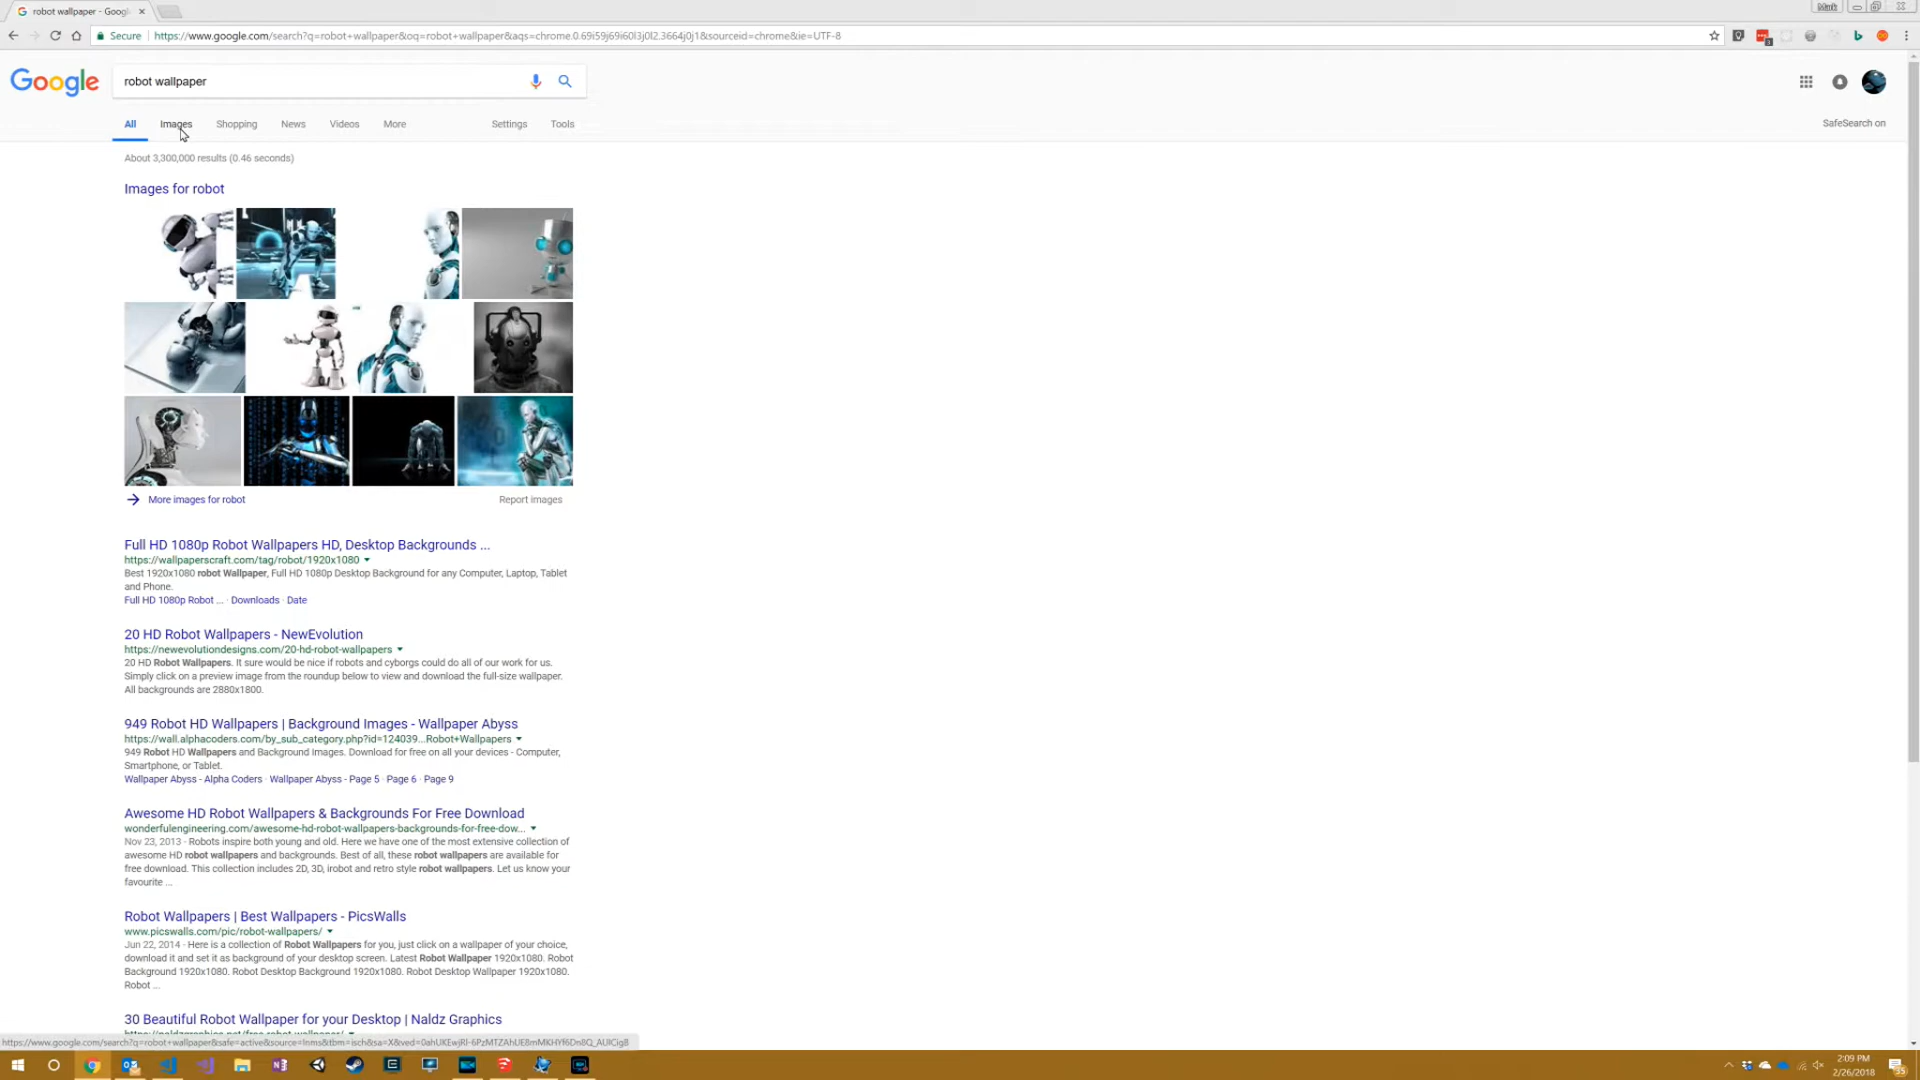 robot wallpaper - Googl
Mark
Secure
https://www.google.com/search?q=robot+wallpaper&oq=robot+wallpaper&aqs=chrome.0.69i59j69i60l3j0l2.3664j0j1&sourceid=chrome&ie=UTF-8
Google
robot wallpaper
All Images Shopping News Videos More Settings Tools
SafeSearch on
About 3,300,000 results (0.46 seconds)
Images for robot
More images for robot
Report images
Full HD 1080p Robot Wallpapers HD, Desktop Backgrounds ...
https://wallpaperscraft.com/tag/robot/1920x1080
Best 1920x1080 robot Wallpaper, Full HD 1080p Desktop Background for any Computer, Laptop, Tablet
and Phone.
Full HD 1080p Robot ... · Downloads · Date
20 HD Robot Wallpapers - NewEvolution
https://newevolutiondesigns.com/20-hd-robot-wallpapers
20 HD Robot Wallpapers. It sure would be nice if robots and cyborgs could do all of our work for us.
Simply click on a preview image from the roundup below to view and download the full-size wallpaper.
All backgrounds are 2880x1800.
949 Robot HD Wallpapers | Background Images - Wallpaper Abyss
https://wall.alphacoders.com/by_sub_category.php?id=124039...Robot+Wallpapers
949 Robot HD Wallpapers and Background Images. Download for free on all your devices - Computer,
Smartphone, or Tablet.
Wallpaper Abyss - Alpha Coders · Wallpaper Abyss - Page 5 · Page 6 · Page 9
Awesome HD Robot Wallpapers & Backgrounds For Free Download
wonderfulengineering.com/awesome-hd-robot-wallpapers-backgrounds-for-free-dow...
Nov 23, 2013 - Robots inspire both young and old. Here we have one of the most extensive collection of
awesome HD robot wallpapers and backgrounds. Best of all, these robot wallpapers are available for
free download. This collection includes 2D, 3D, irobot and retro style robot wallpapers. Let us know your
favourite ...
Robot Wallpapers | Best Wallpapers - PicsWalls
www.picswalls.com/pic/robot-wallpapers/
Jun 22, 2014 - Here is a collection of Robot Wallpapers for you, just click on a wallpaper of your choice,
download it and set it as background of your desktop screen. Latest Robot Wallpaper 1920x1080. Robot
Background 1920x1080. Robot Desktop Background 1920x1080. Robot Desktop Wallpaper 1920x1080.
Robot ...
30 Beautiful Robot Wallpaper for your Desktop | Naldz Graphics
2:09 PM
2/26/2018